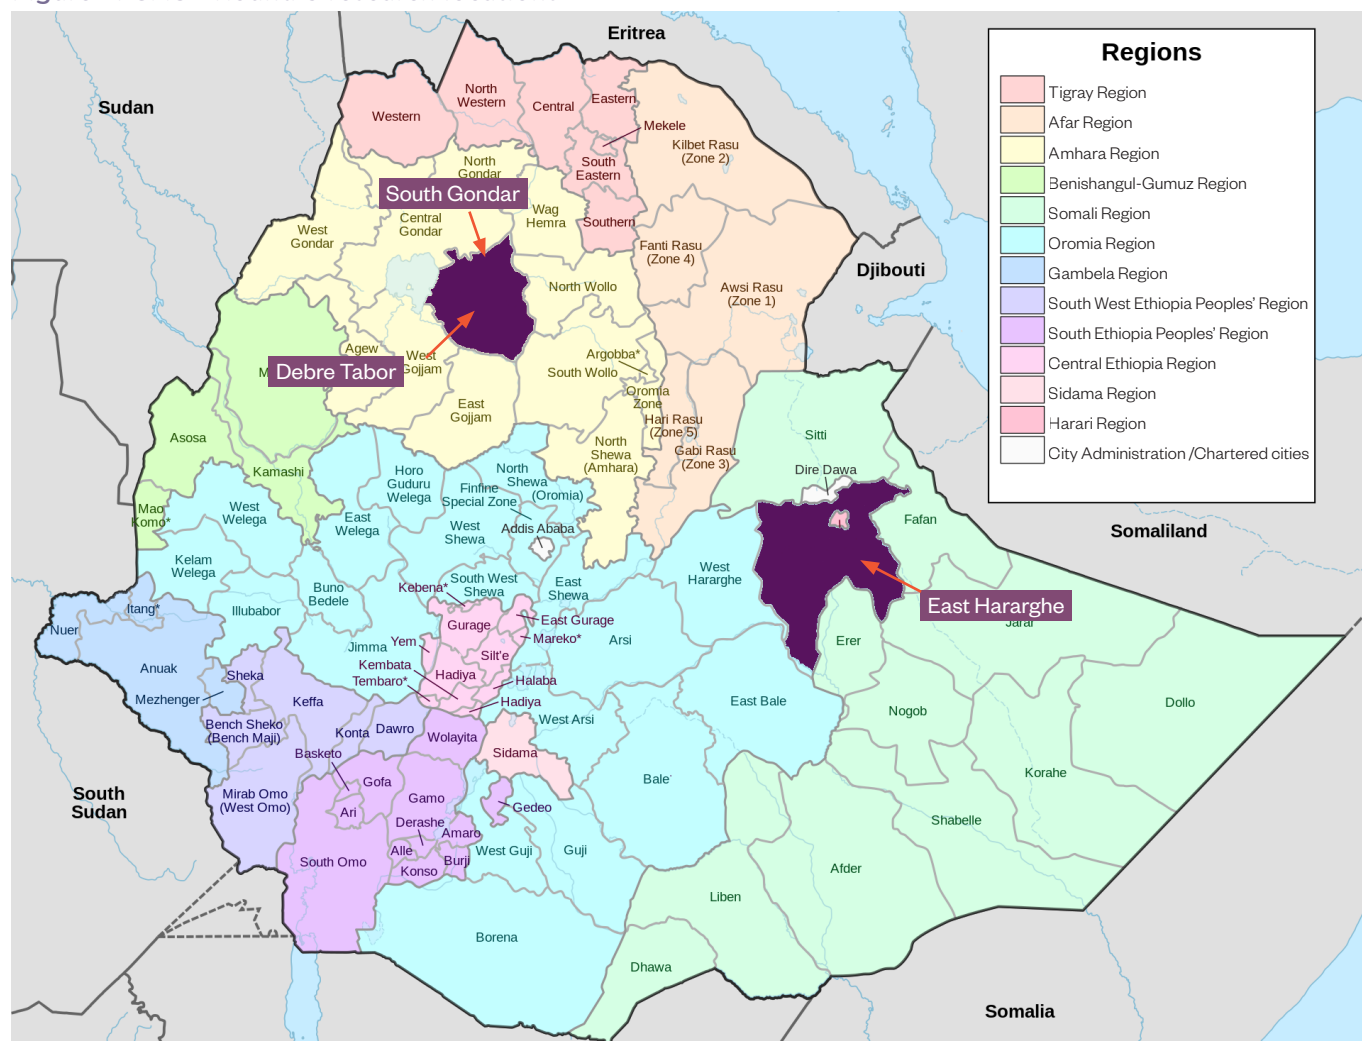 Eritrea
Sudan
Regions
Tigray Region
Afar Region
Amhara Region
Benishangul-Gumuz Region
Somali Region
Oromia Region
Gambela Region
South West Ethiopia Peoples’ Region
South Ethiopia Peoples’ Region
Central Ethiopia Region
Sidama Region
Harari Region
City Administration /Chartered cities
North
Western
Western
Central
Eastern
Mekele
Kilbet Rasu
(Zone 2)
South
Eastern
Southern
North
Gondar
South Gondar
Central
Gondar
Wag
Hemra
West
Gondar
Fanti Rasu
(Zone 4)
Djibouti
Awsi Rasu
(Zone 1)
North Wollo
Agew
West
Gojjam
Debre Tabor
Argobba*
South Wollo
Oromia
Zone
East
Gojjam
Hari Rasu
(Zone 5)
Gabi Rasu
(Zone 3)
North
Shewa
(Amhara)
Sitti
Dire Dawa
Asosa
Kamashi
Mao
Komo*
Horo
Guduru
Welega
North
Shewa
(Oromia)
Finfine
Special Zone
Addis Ababa
West
Welega
East
Welega
West
Shewa
Fafan
Somaliland
Kelam
Welega
Buno
Bedele
Kebena*
South West
Shewa
East
Shewa
West
Hararghe
East Hararghe
Jarar
Itang*
Illubabor
Nuer
Gurage
East Gurage
Mareko*
Arsi
Erer
Yem
Jimma
Silt'e
Kembata
Hadiya
Tembaro*
Halaba
Hadiya
Anuak
Sheka
Mezhenger
Keffa
East Bale
Nogob
Dollo
Bench Sheko
(Bench Maji)
Konta
Dawro
Wolayita
West Arsi
Sidama
Basketo
Gofa
Bale
Korahe
South
Sudan
Mirab Omo
(West Omo)
Ari
Gamo
Gedeo
Shabelle
Derashe
Amaro
Alle
Burji
Konso
West Guji
Guji
South Omo
Afder
Liben
Borena
Dhawa
Somalia